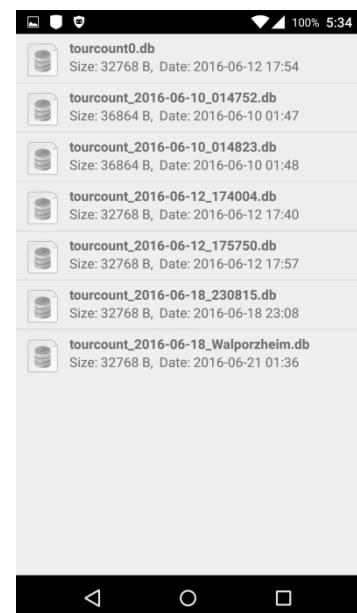 100% 5:34
tourcount0.db
Size: 32768 B, Date: 2016-06-12 17:54
tourcount_2016-06-10_014752.db
Size: 36864 B, Date: 2016-06-10 01:47
tourcount_2016-06-10_014823.db
Size: 36864 B, Date: 2016-06-10 01:48
tourcount_2016-06-12_174004.db
Size: 32768 B, Date: 2016-06-12 17:40
tourcount_2016-06-12_175750.db
Size: 32768 B, Date: 2016-06-12 17:57
tourcount_2016-06-18_230815.db
Size: 32768 B, Date: 2016-06-18 23:08
tourcount_2016-06-18_Walporzheim.db
Size: 32768 B, Date: 2016-06-21 01:36